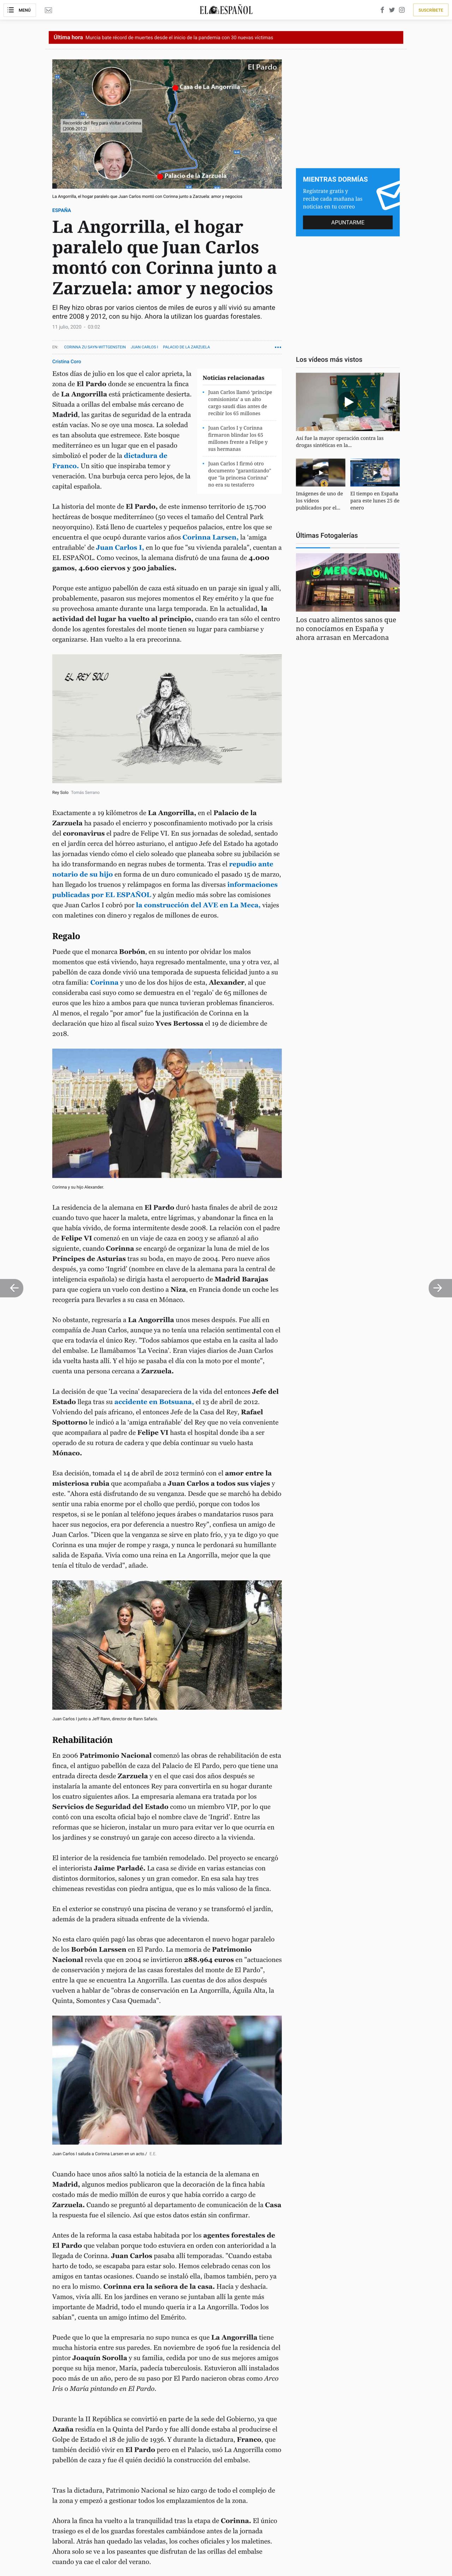 MENÚ
EL ESPAÑOL
SUSCRÍBETE
Última hora Murcia bate récord de muertes desde el inicio de la pandemia con 30 nuevas víctimas
El Pardo
Casa de La Angorrilla
Recorrido del Rey para visitar a Corinna
(2008-2012)
Palacio de la Zarzuela
La Angorrilla, el hogar paralelo que Juan Carlos montó con Corinna junto a Zarzuela: amor y negocios
ESPAÑA
La Angorrilla, el hogar
paralelo que Juan Carlos
montó con Corinna junto a
Zarzuela: amor y negocios
El Rey hizo obras por varios cientos de miles de euros y allí vivió su amante
entre 2008 y 2012, con su hijo. Ahora la utilizan los guardas forestales.
11 julio, 2020 - 03:02
EN: CORINNA ZU SAYN-WITTGENSTEIN JUAN CARLOS I PALACIO DE LA ZARZUELA
Cristina Coro
Estos días de julio en los que el calor aprieta, la
zona de El Pardo donde se encuentra la finca
de La Angorrilla está prácticamente desierta.
Situada a orillas del embalse más cercano de
Madrid, las garitas de seguridad de la entrada
están vacías. No se oye una mosca. La soledad
es tan absoluta que estremece. Este bosque
mediterráneo a las faldas del pantano
simbolizó el poder de la dictadura de
Franco. Un sitio que inspiraba temor y
veneración. Una burbuja cerca pero lejos, de la
capital española.
Noticias relacionadas
Juan Carlos llamó 'príncipe
comisionista' a un alto
cargo saudí días antes de
recibir los 65 millones
Juan Carlos I y Corinna
firmaron blindar los 65
millones frente a Felipe y
sus hermanas
Juan Carlos I firmó otro
documento "garantizando"
que "la princesa Corinna"
no era su testaferro
La historia del monte de El Pardo, de este inmenso territorio de 15.700
hectáreas de bosque mediterráneo (50 veces el tamaño del Central Park
neoyorquino). Está lleno de cuarteles y pequeños palacios, entre los que se
encuentra el que ocupó durante varios años Corinna Larsen, la 'amiga
entrañable' de Juan Carlos I, en lo que fue "su vivienda paralela", cuentan a
EL ESPAÑOL. Como vecinos, la alemana disfrutó de una fauna de 4.000
gamos, 4.600 ciervos y 500 jabalíes.
Porque este antiguo pabellón de caza está situado en un paraje sin igual y allí,
probablemente, pasaron sus mejores momentos el Rey emérito y la que fue
su provechosa amante durante una larga temporada. En la actualidad, la
actividad del lugar ha vuelto al principio, cuando era tan sólo el centro
donde los agentes forestales del monte tienen su lugar para cambiarse y
organizarse. Han vuelto a la era precorinna.
EL REY SOLO
Rey Solo Tomás Serrano
Exactamente a 19 kilómetros de La Angorrilla, en el Palacio de la
Zarzuela ha pasado el encierro y posconfinamiento motivado por la crisis
del coronavirus el padre de Felipe VI. En sus jornadas de soledad, sentado
en el jardín cerca del hórreo asturiano, el antiguo Jefe del Estado ha agotado
las jornadas viendo cómo el cielo soleado que planeaba sobre su jubilación se
ha ido transformando en negras nubes de tormenta. Tras el repudio ante
notario de su hijo en forma de un duro comunicado el pasado 15 de marzo,
han llegado los truenos y relámpagos en forma las diversas informaciones
publicadas por EL ESPAÑOL y algún medio más sobre las comisiones
que Juan Carlos I cobró por la construcción del AVE en La Meca, viajes
con maletines con dinero y regalos de millones de euros.
Regalo
Puede que el monarca Borbón, en su intento por olvidar los malos
momentos que está viviendo, haya regresado mentalmente, una y otra vez, al
pabellón de caza donde vivió una temporada de supuesta felicidad junto a su
otra familia: Corinna y uno de los dos hijos de esta, Alexander, al que
consideraba casi suyo como se demuestra en el 'regalo' de 65 millones de
euros que les hizo a ambos para que nunca tuvieran problemas financieros.
Al menos, el regalo "por amor" fue la justificación de Corinna en la
declaración que hizo al fiscal suizo Yves Bertossa el 19 de diciembre de
2018.
Corinna y su hijo Alexander.
La residencia de la alemana en El Pardo duró hasta finales de abril de 2012
cuando tuvo que hacer la maleta, entre lágrimas, y abandonar la finca en la
que había vivido, de forma intermitente desde 2008. La relación con el padre
de Felipe VI comenzó en un viaje de caza en 2003 y se afianzó el año
siguiente, cuando Corinna se encargó de organizar la luna de miel de los
Príncipes de Asturias tras su boda, en mayo de 2004. Pero nueve años
después, ya como 'Ingrid' (nombre en clave de la alemana para la central de
inteligencia española) se dirigía hasta el aeropuerto de Madrid Barajas
para que cogiera un vuelo con destino a Niza, en Francia donde un coche les
recogería para llevarles a su casa en Mónaco.
No obstante, regresaría a La Angorrilla unos meses después. Fue allí en
compañía de Juan Carlos, aunque ya no tenía una relación sentimental con el
que era todavía el único Rey. "Todos sabíamos que estaba en la casita al lado
del embalse. Le llamábamos 'La Vecina'. Eran viajes diarios de Juan Carlos
ida vuelta hasta allí. Y el hijo se pasaba el día con la moto por el monte",
cuenta una persona cercana a Zarzuela.
La decisión de que 'La vecina' desapareciera de la vida del entonces Jefe del
Estado llega tras su accidente en Botsuana, el 13 de abril de 2012.
Volviendo del país africano, el entonces Jefe de la Casa del Rey, Rafael
Spottorno le indicó a la 'amiga entrañable' del Rey que no veía conveniente
que acompañara al padre de Felipe VI hasta el hospital donde iba a ser
operado de su rotura de cadera y que debía continuar su vuelo hasta
Mónaco.
Esa decisión, tomada el 14 de abril de 2012 terminó con el amor entre la
misteriosa rubia que acompañaba a Juan Carlos a todos sus viajes y
este. "Ahora está disfrutando de su venganza. Desde que se marchó ha debido
sentir una rabia enorme por el chollo que perdió, porque entre todos los
respetos, si se le ponían al teléfono jeques árabes o mandatarios rusos para
hacer sus negocios, era por deferencia a nuestro Rey", confiesa un amigo de
Juan Carlos. "Dicen que la venganza se sirve en plato frío, y ya te digo yo que
Corinna es una mujer de rompe y rasga, y nunca le perdonará su humillante
salida de España. Vivía como una reina en La Angorrilla, mejor que la que
tenía el título de verdad", añade.
Juan Carlos I junto a Jeff Rann, director de Rann Safaris.
Rehabilitación
En 2006 Patrimonio Nacional comenzó las obras de rehabilitación de esta
finca, el antiguo pabellón de caza del Palacio de El Pardo, pero que tiene una
entrada directa desde Zarzuela y en el que casi dos años después se
instalaría la amante del entonces Rey para convertirla en su hogar durante
los cuatro siguientes años. La empresaria alemana era tratada por los
Servicios de Seguridad del Estado como un miembro VIP, por lo que
contó con una escolta oficial bajo el nombre clave de 'Ingrid'. Entre las
reformas que se hicieron, instalar un muro para evitar ver lo que ocurría en
los jardines y se construyó un garaje con acceso directo a la vivienda.
El interior de la residencia fue también remodelado. Del proyecto se encargó
el interiorista Jaime Parladé. La casa se divide en varias estancias con
distintos dormitorios, salones y un gran comedor. En esa sala hay tres
chimeneas revestidas con piedra antigua, que es lo más valioso de la finca.
En el exterior se construyó una piscina de verano y se transformó el jardín,
además de la pradera situada enfrente de la vivienda.
No esta claro quién pagó las obras que adecentaron el nuevo hogar paralelo
de los Borbón Larssen en El Pardo. La memoria de Patrimonio
Nacional revela que en 2004 se invirtieron 288.964 euros en "actuaciones
de conservación y mejora de las casas forestales del monte de El Pardo",
entre la que se encuentra La Angorrilla. Las cuentas de dos años después
vuelven a hablar de "obras de conservación en La Angorrilla, Águila Alta, la
Quinta, Somontes y Casa Quemada".
Juan Carlos I saluda a Corinna Larsen en un acto./ E.E.
Cuando hace unos años saltó la noticia de la estancia de la alemana en
Madrid, algunos medios publicaron que la decoración de la finca había
costado más de medio millón de euros y que había corrido a cargo de
Zarzuela. Cuando se preguntó al departamento de comunicación de la Casa
la respuesta fue el silencio. Así que estos datos están sin confirmar.
Antes de la reforma la casa estaba habitada por los agentes forestales de
El Pardo que velaban porque todo estuviera en orden con anterioridad a la
llegada de Corinna. Juan Carlos pasaba allí temporadas. "Cuando estaba
harto de todo, se escapaba para estar solo. Hemos celebrado cenas con los
amigos en tantas ocasiones. Cuando se instaló ella, íbamos también, pero ya
no era lo mismo. Corinna era la señora de la casa. Hacía y deshacía.
Vamos, vivía allí. En los jardines en verano se juntaban allí la gente más
importante de Madrid, todo el mundo quería ir a La Angorrilla. Todos los
sabían", cuenta un amigo íntimo del Emérito.
Puede que lo que la empresaria no supo nunca es que La Angorrilla tiene
mucha historia entre sus paredes. En noviembre de 1906 fue la residencia del
pintor Joaquín Sorolla y su familia, cedida por uno de sus mejores amigos
porque su hija menor, María, padecía tuberculosis. Estuvieron allí instalados
poco más de un año, pero de su paso por El Pardo nacieron obras como Arco
Iris o María pintando en El Pardo.
Durante la II República se convirtió en parte de la sede del Gobierno, ya que
Azaña residía en la Quinta del Pardo y fue allí donde estaba al producirse el
Golpe de Estado el 18 de julio de 1936. Y durante la dictadura, Franco, que
también decidió vivir en El Pardo pero en el Palacio, usó La Angorrilla como
pabellón de caza y fue él quién decidió la construcción del embalse.
Tras la dictadura, Patrimonio Nacional se hizo cargo de todo el complejo de
la zona y empezó a gestionar todos los emplazamientos de la zona.
Ahora la finca ha vuelto a la tranquilidad tras la etapa de Corinna. El único
trasiego es el de los guardas forestales cambiándose antes de la jornada
laboral. Atrás han quedado las veladas, los coches oficiales y los maletines.
Ahora solo se ve a los paseantes que disfrutan de las orillas del embalse
cuando ya cae el calor del verano.
MIENTRAS DORMÍAS
Regístrate gratis y
recibe cada mañana las
noticias en tu correo
APUNTARME
Los vídeos más vistos
Así fue la mayor operación contra las
drogas sintéticas en la...
Imágenes de uno de
los vídeos
publicados por el...
El tiempo en España
para este lunes 25 de
enero
Últimas Fotogalerías
MERCADONA
Los cuatro alimentos sanos que
no conocíamos en España y
ahora arrasan en Mercadona